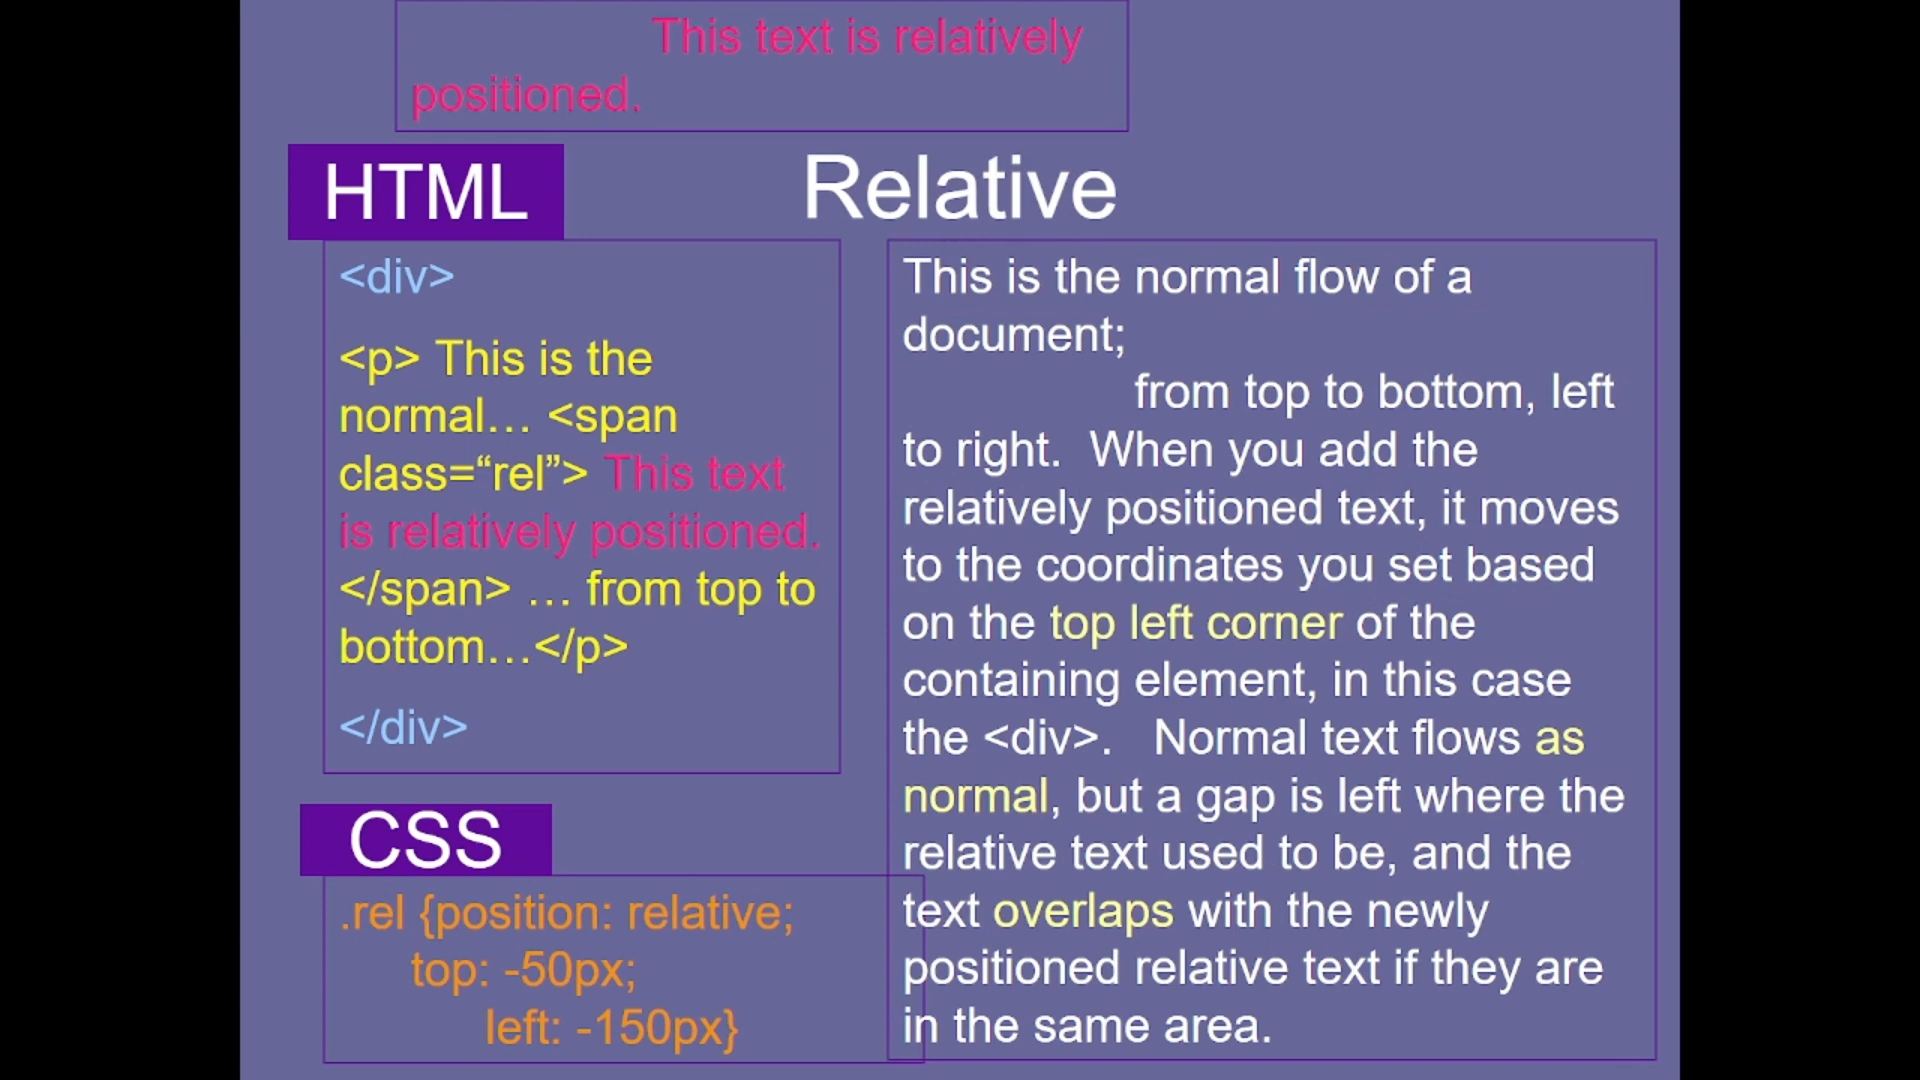 This text is relatively
positioned.
HTML
Relative
<div>
<p> This is the
normal… <span
class=“rel”> This text
is relatively positioned.
</span> … from top to
bottom…</p>
</div>
CSS
.rel {position: relative;
top: -50px;
left: -150px}
This is the normal flow of a
document;
from top to bottom, left
to right.  When you add the
relatively positioned text, it moves
to the coordinates you set based
on the top left corner of the
containing element, in this case
the <div>.   Normal text flows as
normal, but a gap is left where the
relative text used to be, and the
text overlaps with the newly
positioned relative text if they are
in the same area.